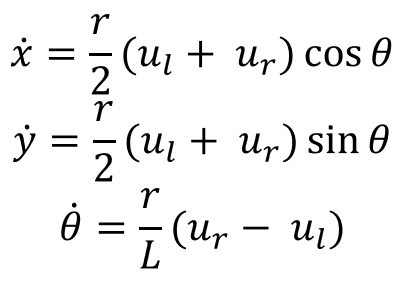 ẋ = r/2 (u_l + u_r) cos θ
ẏ = r/2 (u_l + u_r) sin θ
θ̇ = r/L (u_r − u_l)